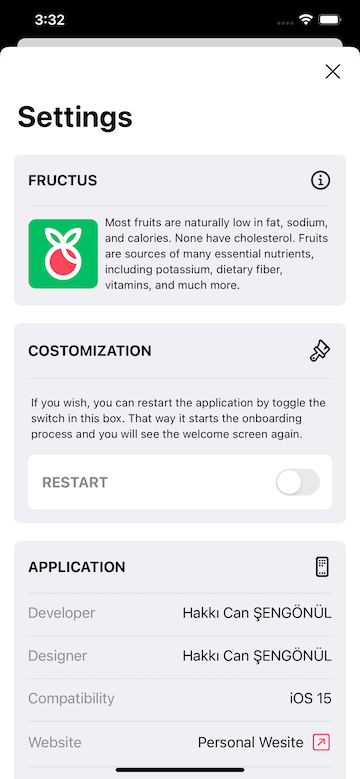 3:32
Settings
FRUCTUS
Most fruits are naturally low in fat, sodium,
and calories. None have cholesterol. Fruits
are sources of many essential nutrients,
including potassium, dietary fiber,
vitamins, and much more.
COSTOMIZATION
If you wish, you can restart the application by toggle the
switch in this box. That way it starts the onboarding
process and you will see the welcome screen again.
RESTART
APPLICATION
Developer Hakkı Can ŞENGÖNÜL
Designer Hakkı Can ŞENGÖNÜL
Compatibility iOS 15
Website Personal Wesite